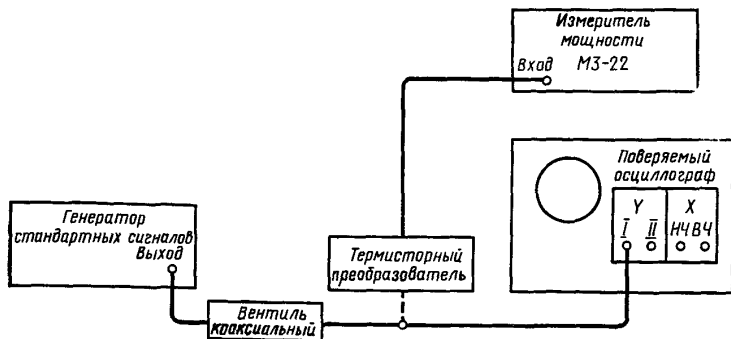 Измеритель
мощности
Вход М3-22
Поверяемый
осциллограф
Y X
I II НЧ ВЧ
Генератор
стандартных сигналов
Выход
Термисторный
преобразователь
Вентиль
коаксиальный